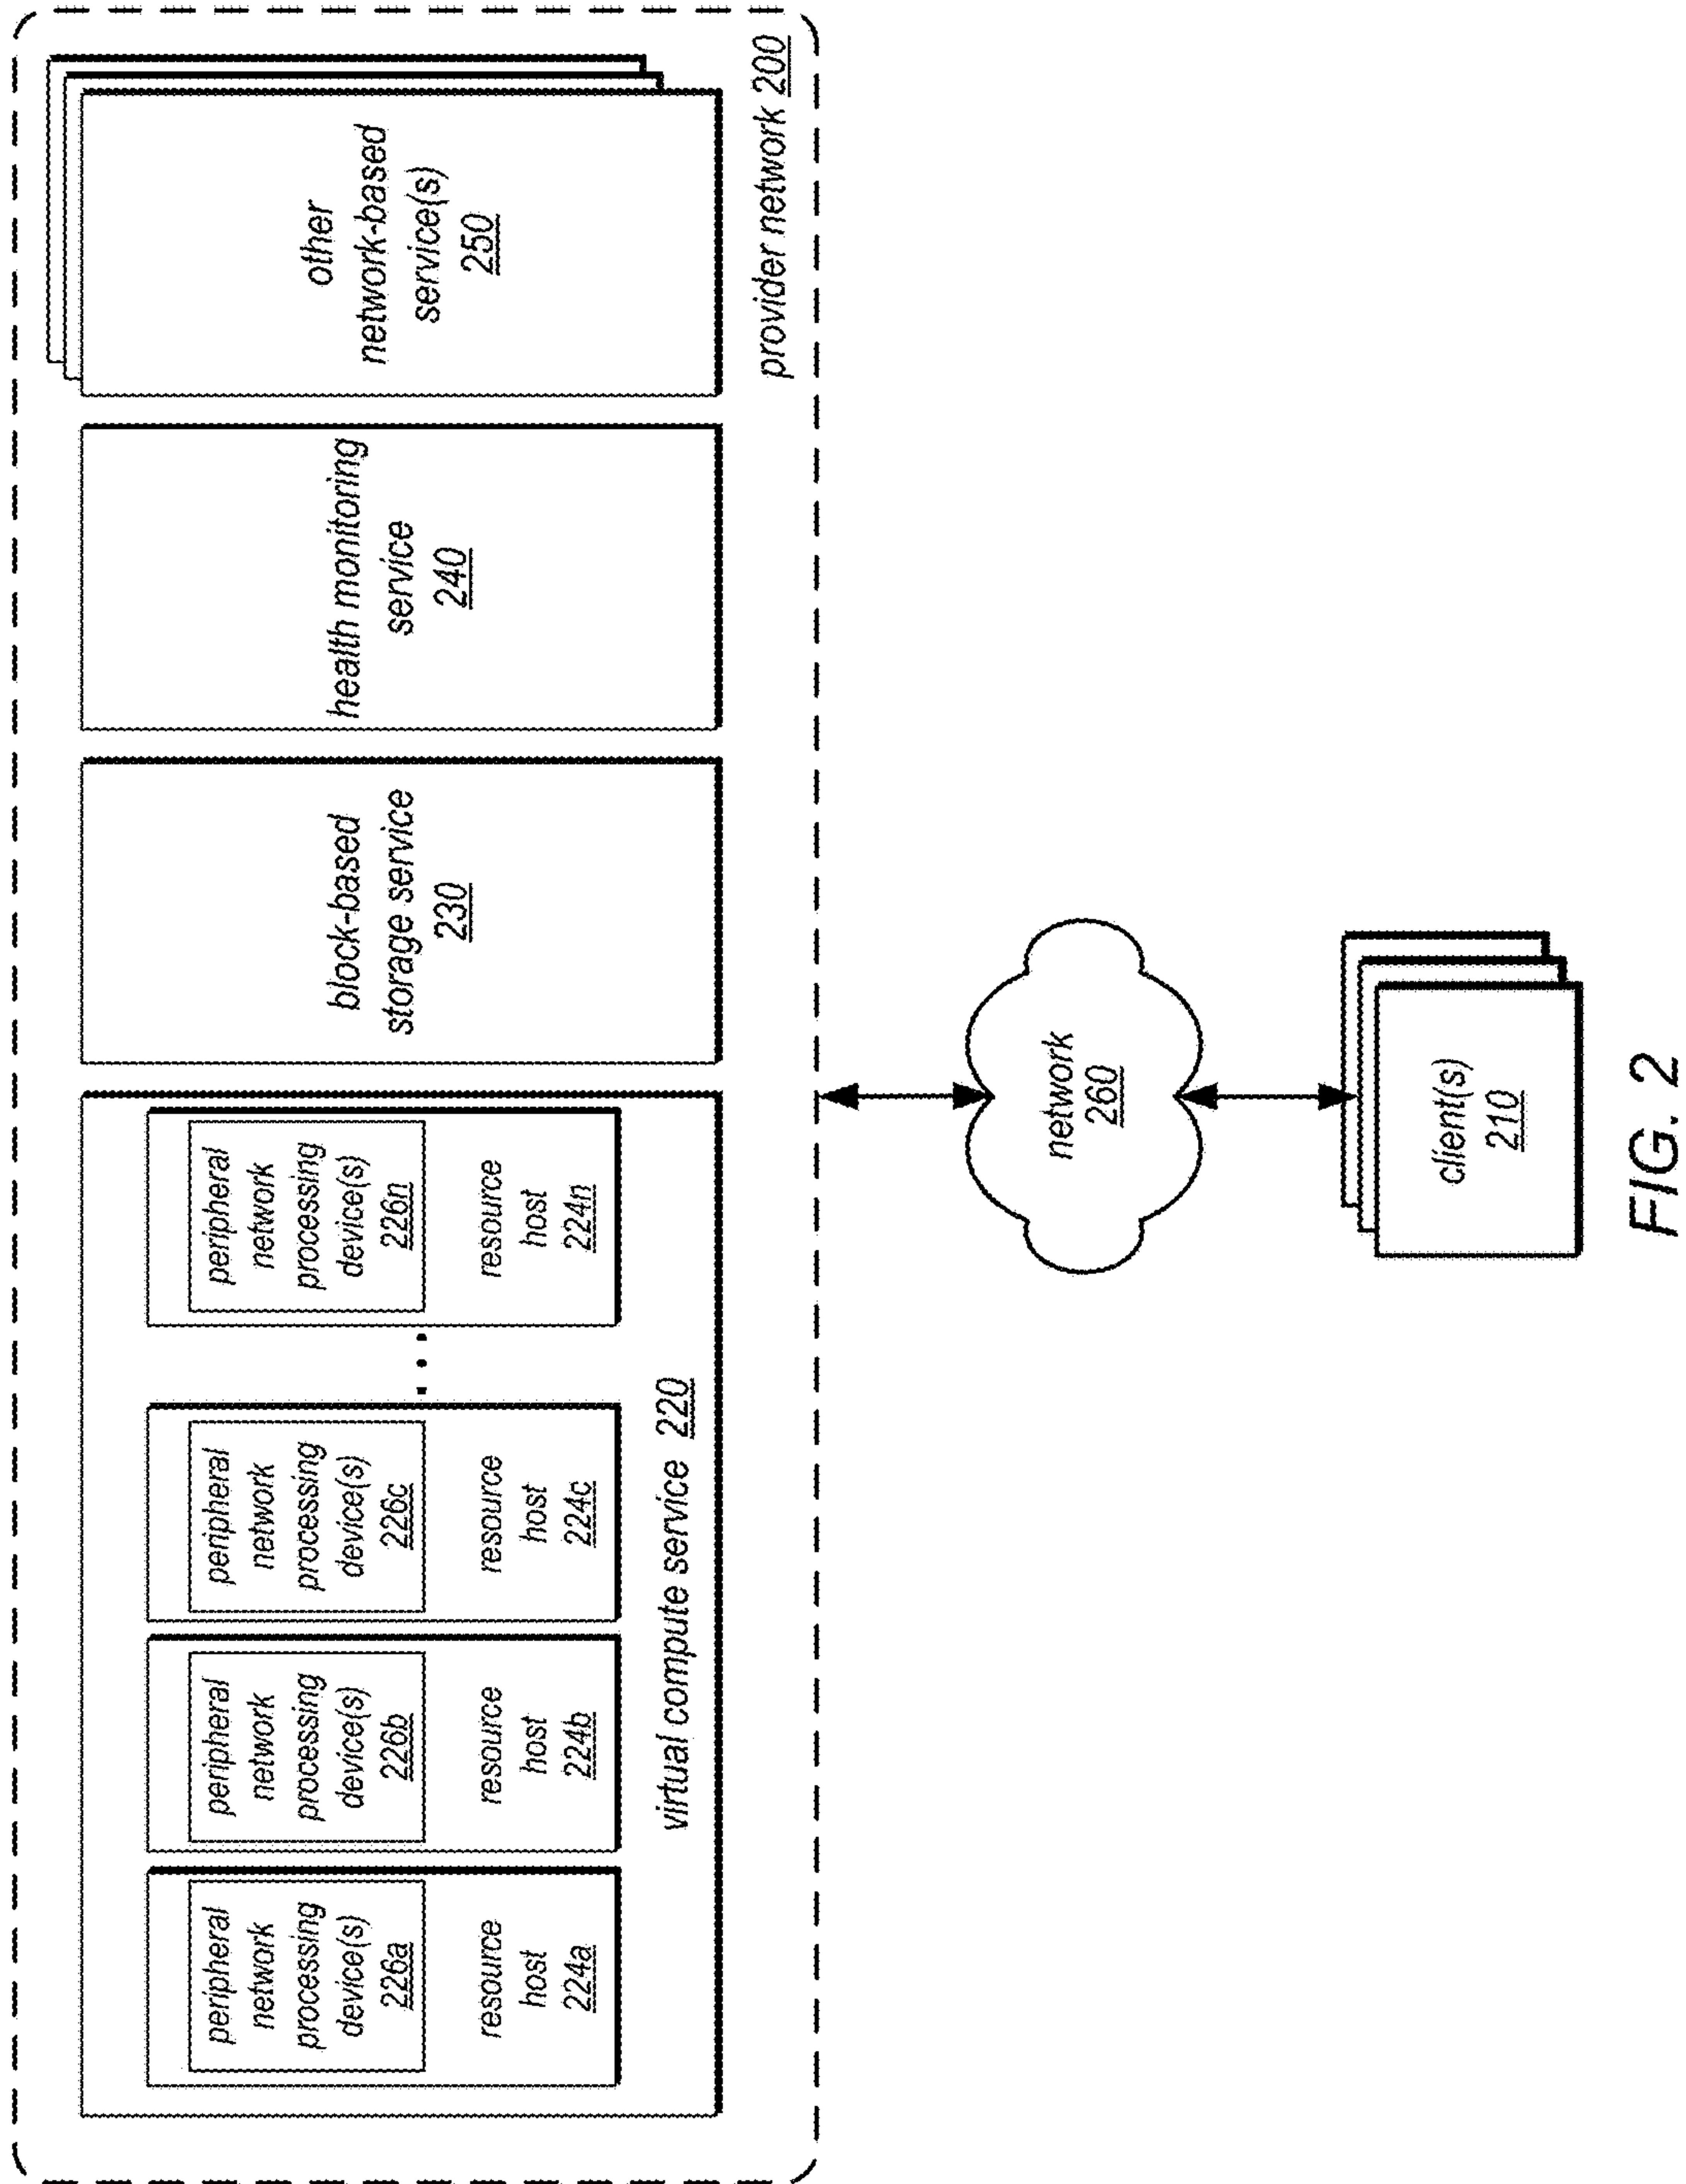 peripheral
network
processing
device(s)
226a
resource
host
224a
peripheral
network
processing
device(s)
226b
resource
host
224b
peripheral
network
processing
device(s)
226c
resource
host
224c
...
peripheral
network
processing
device(s)
226n
resource
host
224n
virtual compute service 220
block-based
storage service
230
health monitoring
service
240
other
network-based
service(s)
250
provider network 200
network
260
client(s)
210
FIG. 2